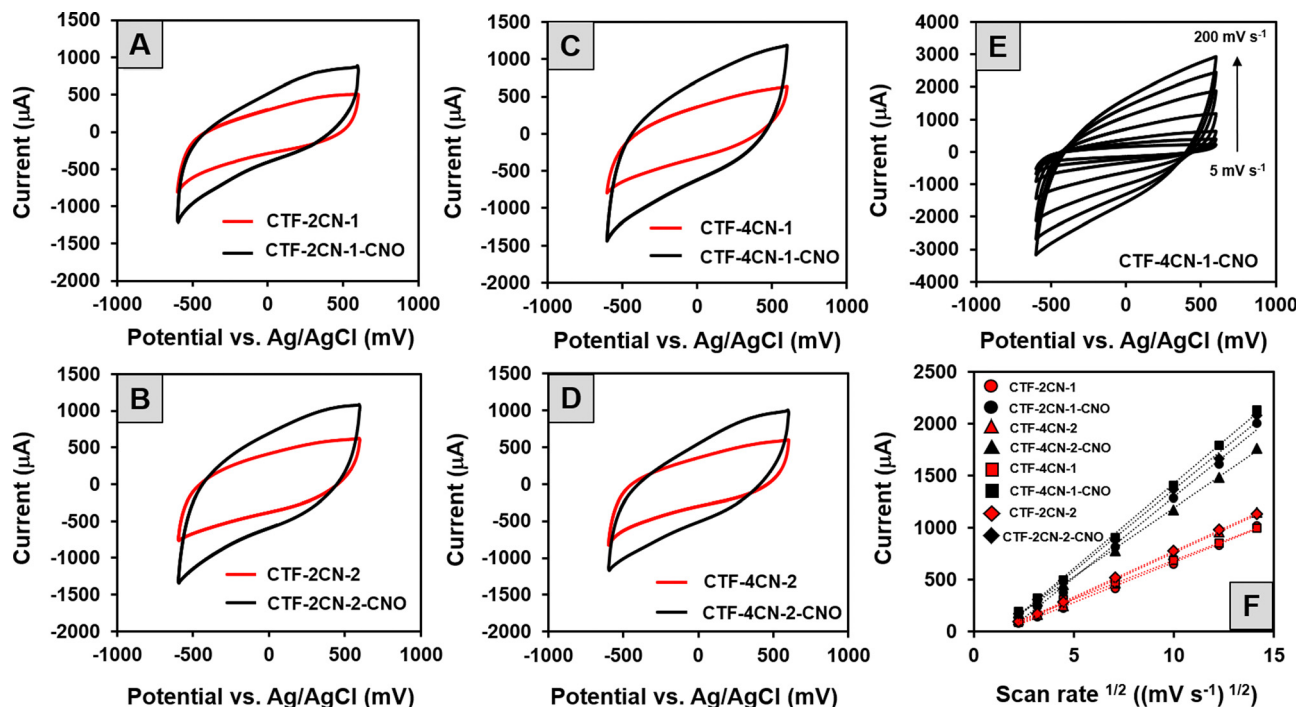 A
1500
1000
500
0
-500
-1000
-1500
-2000
-1000 -500 0 500 1000
Current (µA)
Potential vs. Ag/AgCl (mV)
CTF-2CN-1
CTF-2CN-1-CNO
C
1500
1000
500
0
-500
-1000
-1500
-2000
-1000 -500 0 500 1000
Current (µA)
Potential vs. Ag/AgCl (mV)
CTF-4CN-1
CTF-4CN-1-CNO
E
4000
3000
2000
1000
0
-1000
-2000
-3000
-4000
-1000 -500 0 500 1000
Current (µA)
Potential vs. Ag/AgCl (mV)
200 mV s⁻¹
5 mV s⁻¹
CTF-4CN-1-CNO
B
1500
1000
500
0
-500
-1000
-1500
-2000
-1000 -500 0 500 1000
Current (µA)
Potential vs. Ag/AgCl (mV)
CTF-2CN-2
CTF-2CN-2-CNO
D
1500
1000
500
0
-500
-1000
-1500
-2000
-1000 -500 0 500 1000
Current (µA)
Potential vs. Ag/AgCl (mV)
CTF-4CN-2
CTF-4CN-2-CNO
F
2500
2000
1500
1000
500
0
0 5 10 15
Current (µA)
Scan rate ¹/² ((mV s⁻¹) ¹/²)
CTF-2CN-1
CTF-2CN-1-CNO
CTF-4CN-2
CTF-4CN-2-CNO
CTF-4CN-1
CTF-4CN-1-CNO
CTF-2CN-2
CTF-2CN-2-CNO